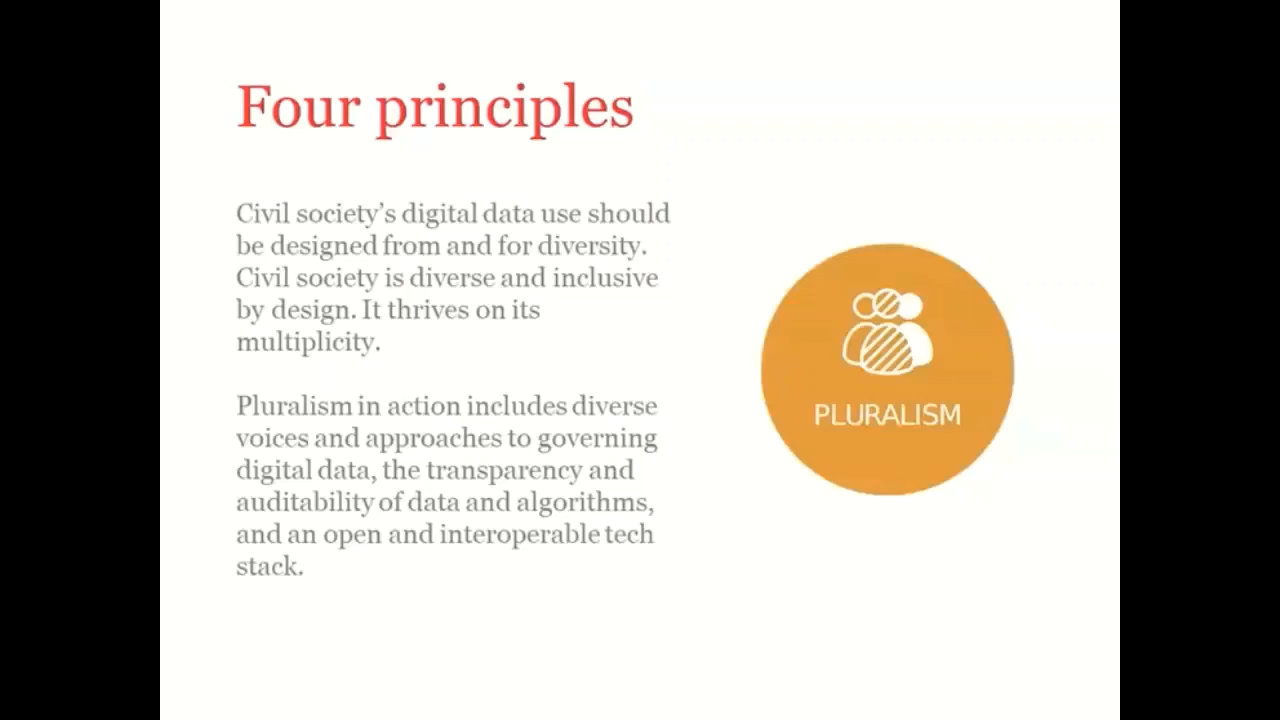 Four principles
Civil society's digital data use should
be designed from and for diversity.
Civil society is diverse and inclusive
by design. It thrives on its
multiplicity.
Pluralism in action includes diverse
voices and approaches to governing
digital data, the transparency and
auditability of data and algorithms,
and an open and interoperable tech
stack.
PLURALISM